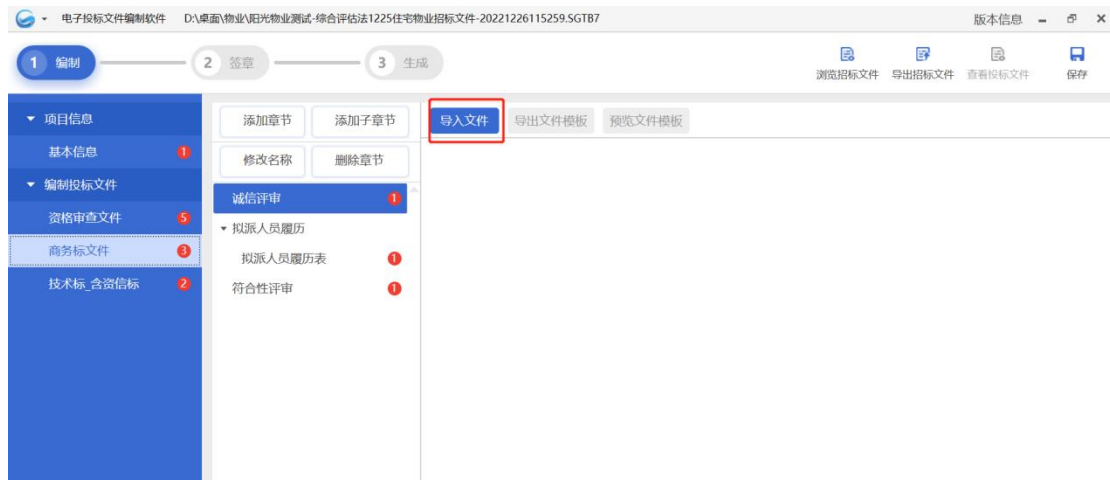 电子投标文件编制软件 D:\桌面\物业\阳光物业测试-综合评估法1225住宅物业招标文件-20221226115259.SGTB7 版本信息
1 编制 2 签章 3 生成
浏览招标文件 导出招标文件 查看投标文件 保存
项目信息
基本信息 1
编制投标文件
资格审查文件 5
商务标文件 3
技术标_含资信标 2
添加章节 添加子章节
修改名称 删除章节
诚信评审 1
拟派人员履历
拟派人员履历表 1
符合性评审 1
导入文件 导出文件模板 预览文件模板